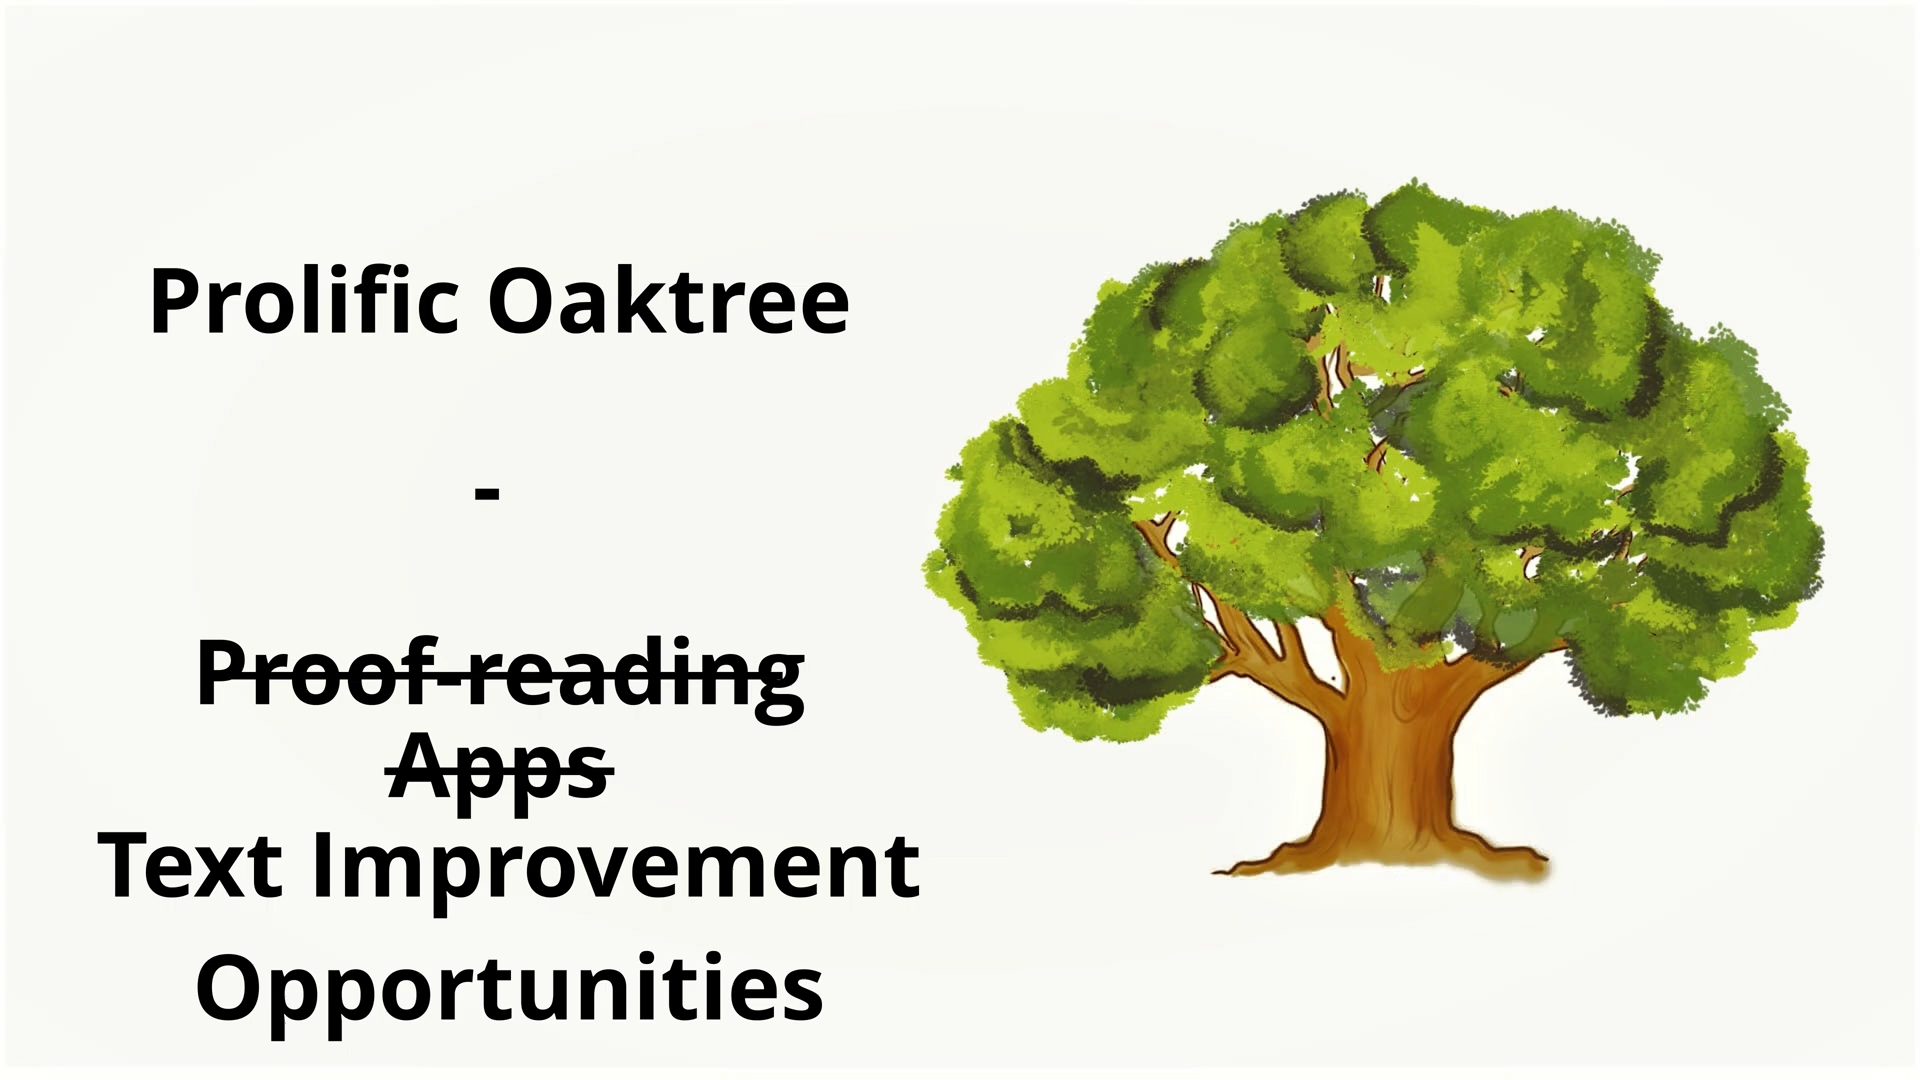 Prolific Oaktree
-
Proof-reading
Apps
Text Improvement
Opportunities